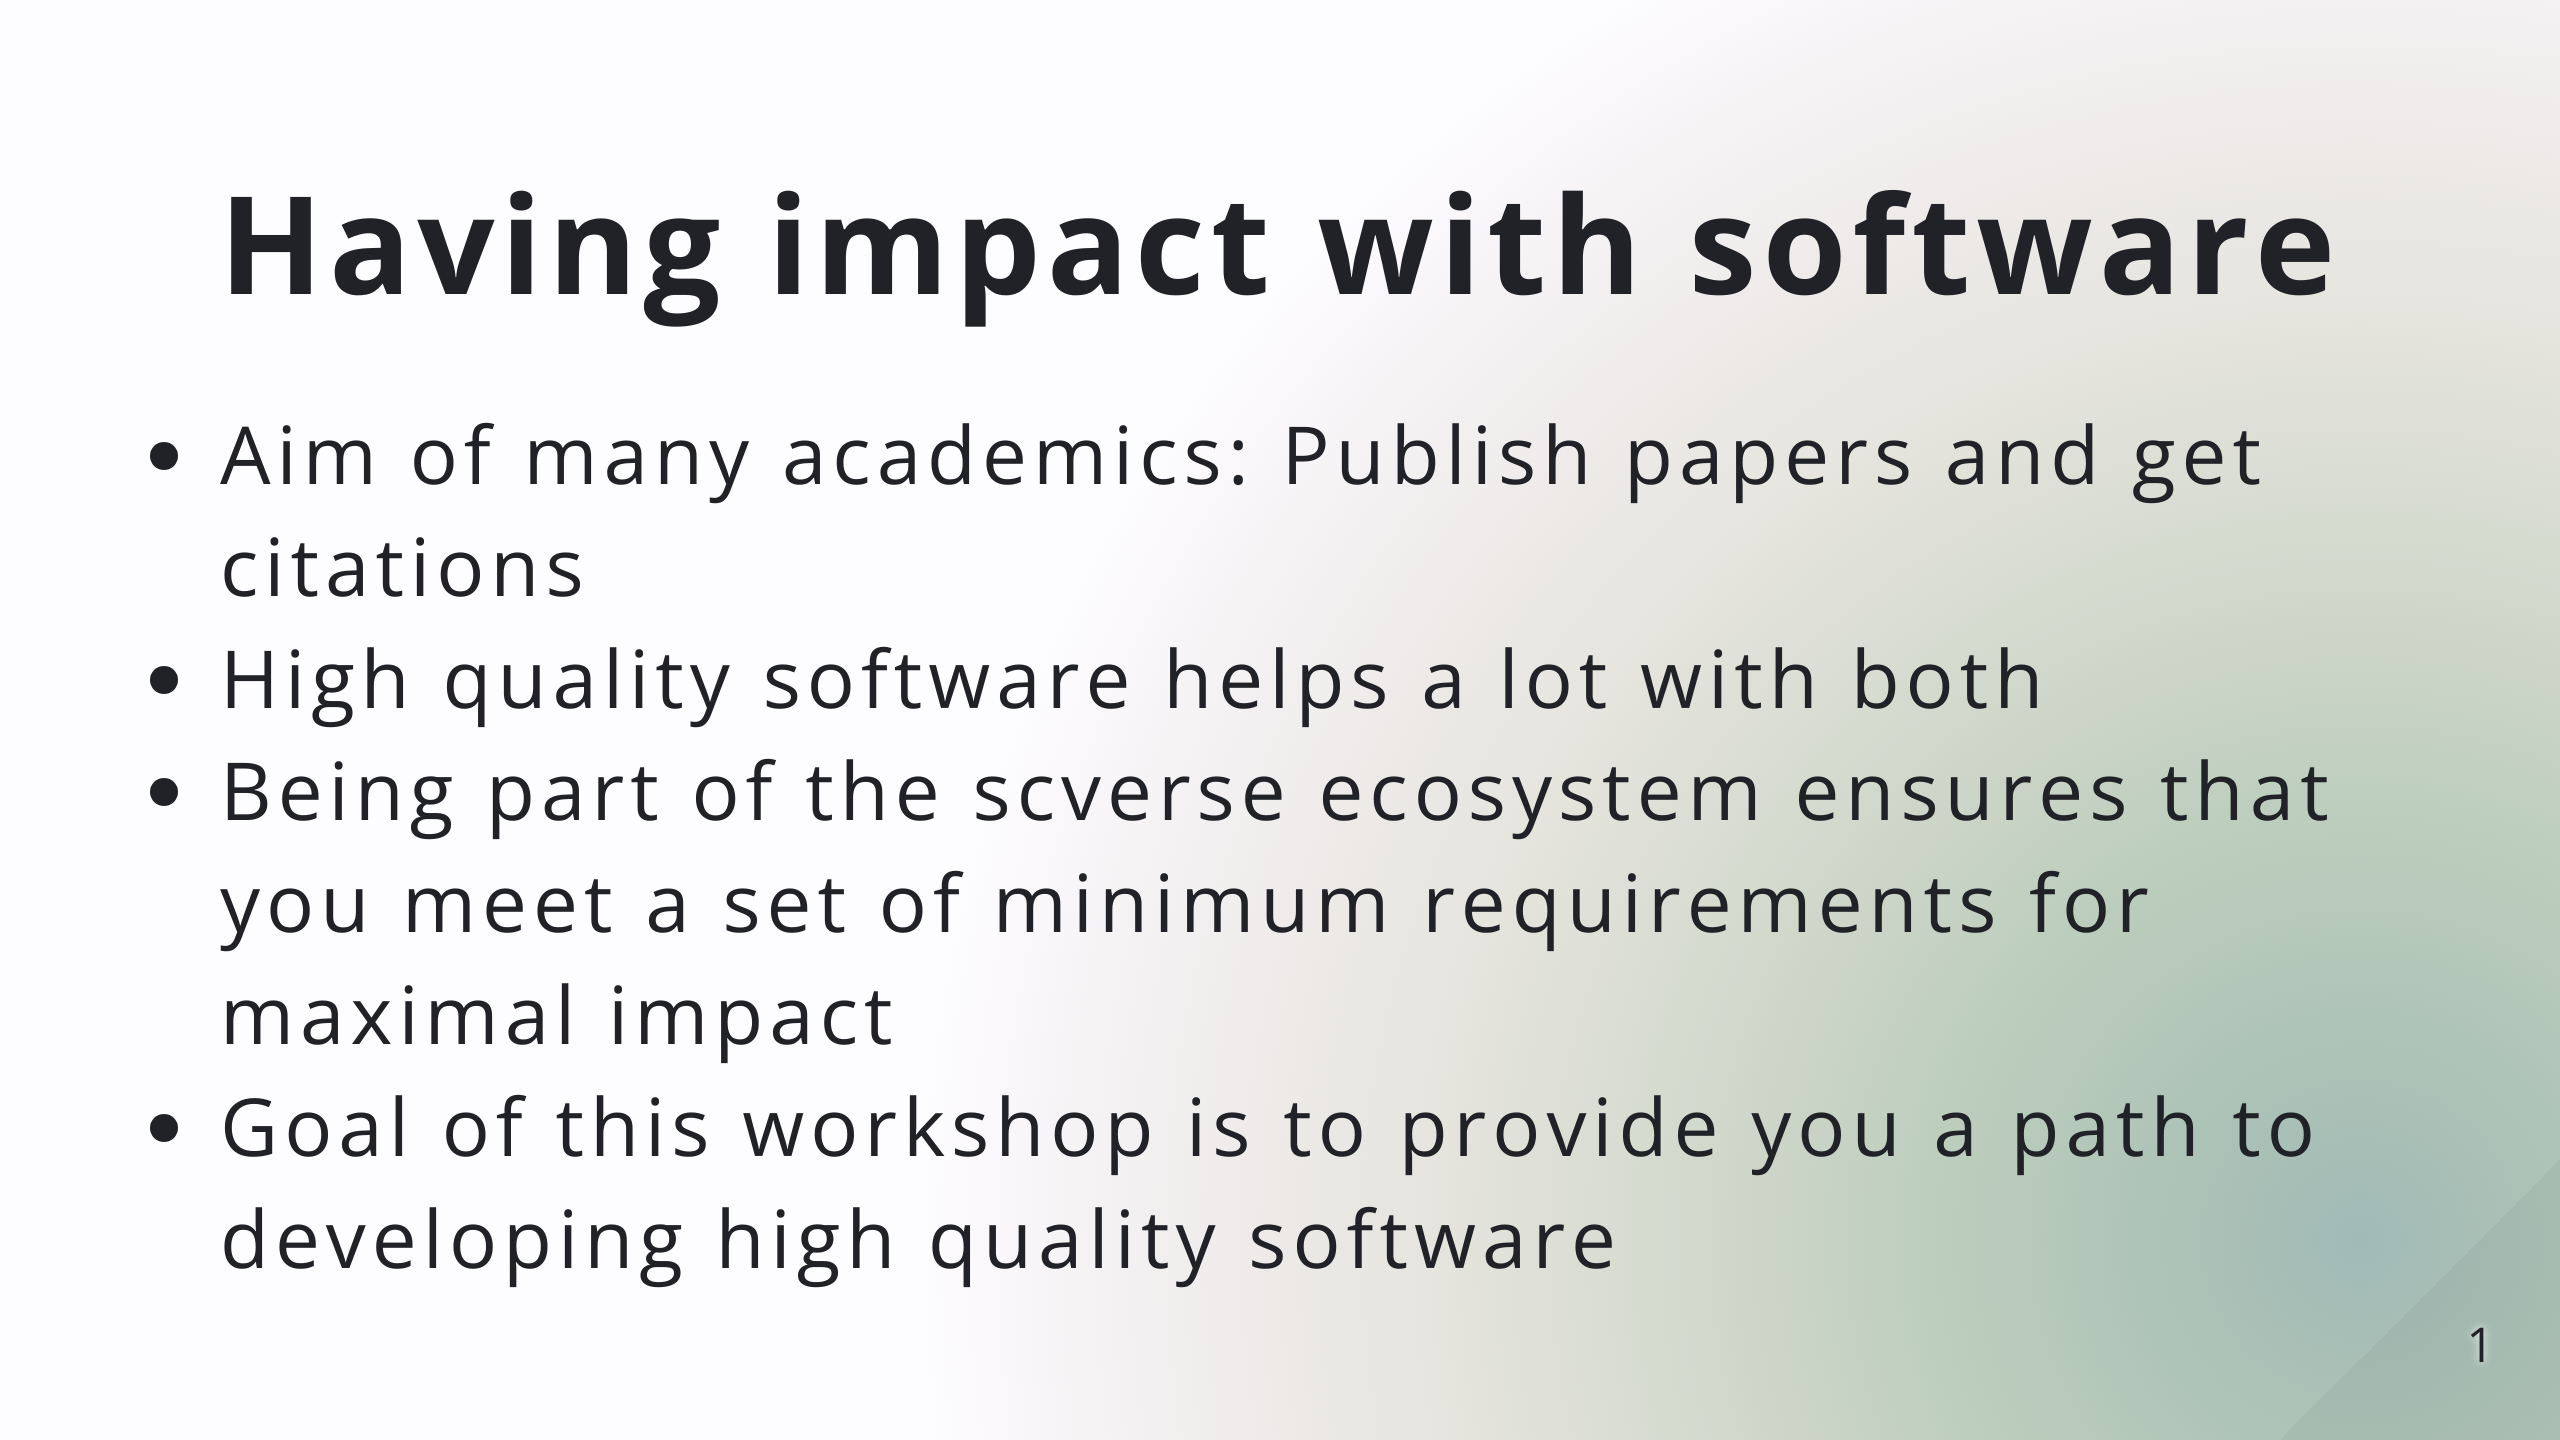 Having impact with software
• Aim of many academics: Publish papers and get
citations
• High quality software helps a lot with both
• Being part of the scverse ecosystem ensures that
you meet a set of minimum requirements for
maximal impact
• Goal of this workshop is to provide you a path to
developing high quality software
1